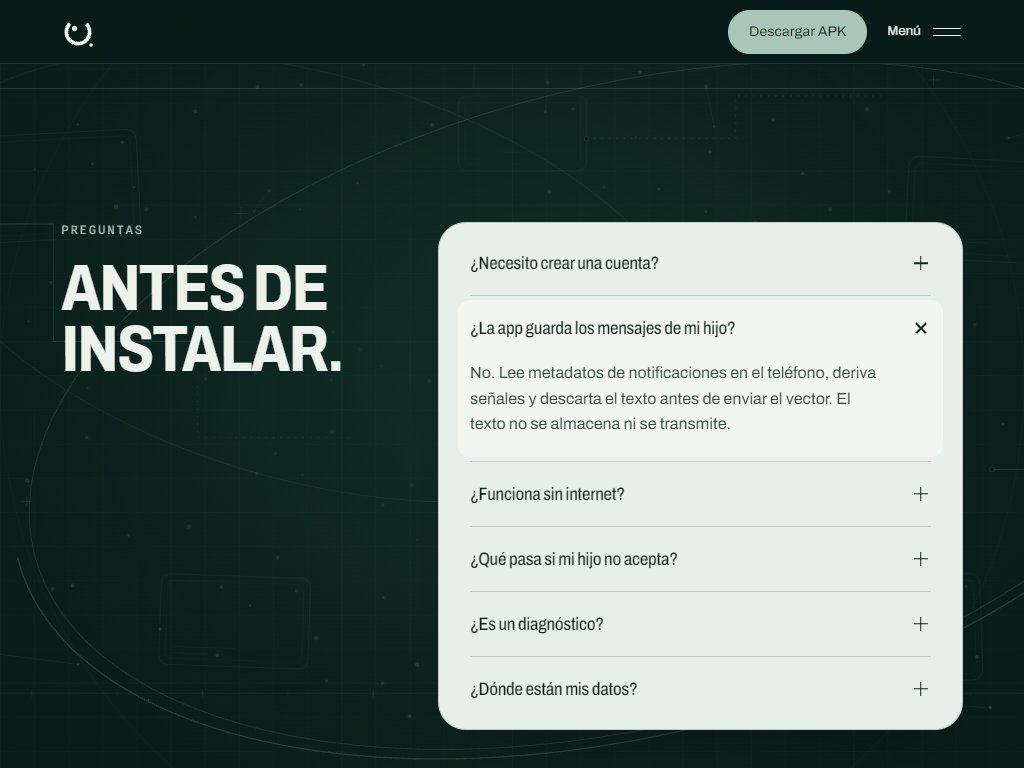 Descargar APK
Menú
PREGUNTAS
ANTES DE
INSTALAR.
¿Necesito crear una cuenta?
¿La app guarda los mensajes de mi hijo?
No. Lee metadatos de notificaciones en el teléfono, deriva
señales y descarta el texto antes de enviar el vector. El
texto no se almacena ni se transmite.
¿Funciona sin internet?
¿Qué pasa si mi hijo no acepta?
¿Es un diagnóstico?
¿Dónde están mis datos?